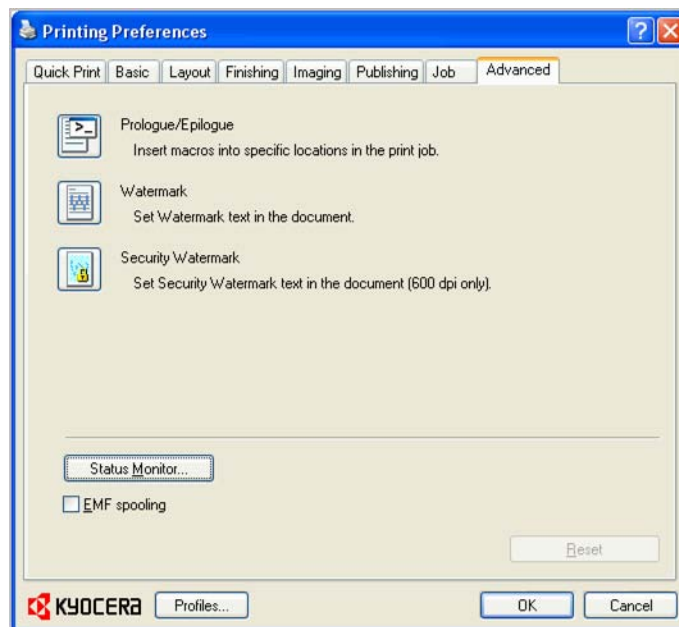 Printing Preferences
Quick Print Basic Layout Finishing Imaging Publishing Job Advanced
Prologue/Epilogue
Insert macros into specific locations in the print job.
Watermark
Set Watermark text in the document.
Security Watermark
Set Security Watermark text in the document (600 dpi only).
Status Monitor...
EMF spooling
Reset
KYOCERA Profiles... OK Cancel